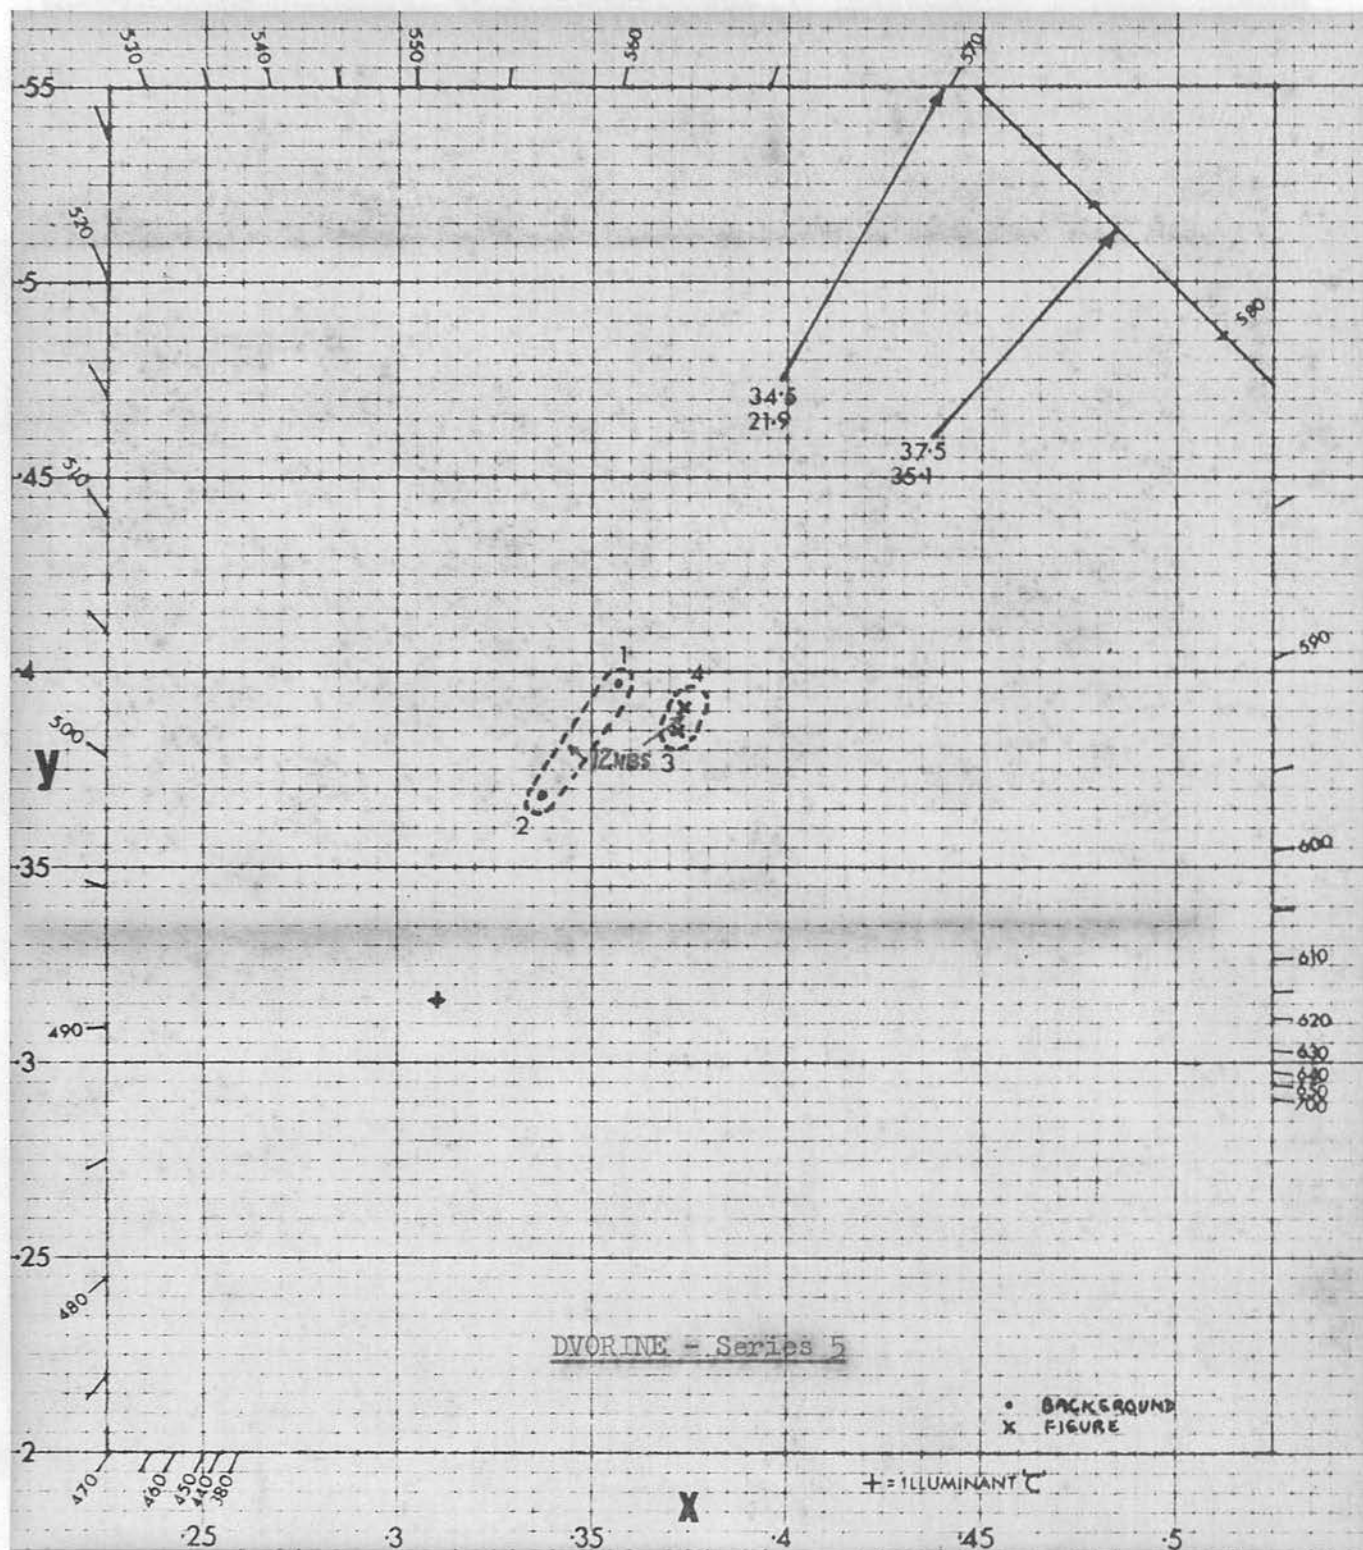 530 540 550 560 570
·55
520
·5
580
34·5
21·9
37·5
35·1
·45
510
590
·4
1
4
500
y
12NBS 3
2
600
·35
610
490
620
·3
630
640
650
700
·25
480
DVORINE - Series 5
• BACKGROUND
x FIGURE
·2
470 460 450 440 380
+ = ILLUMINANT 'C'
X
·25 ·3 ·35 ·4 ·45 ·5